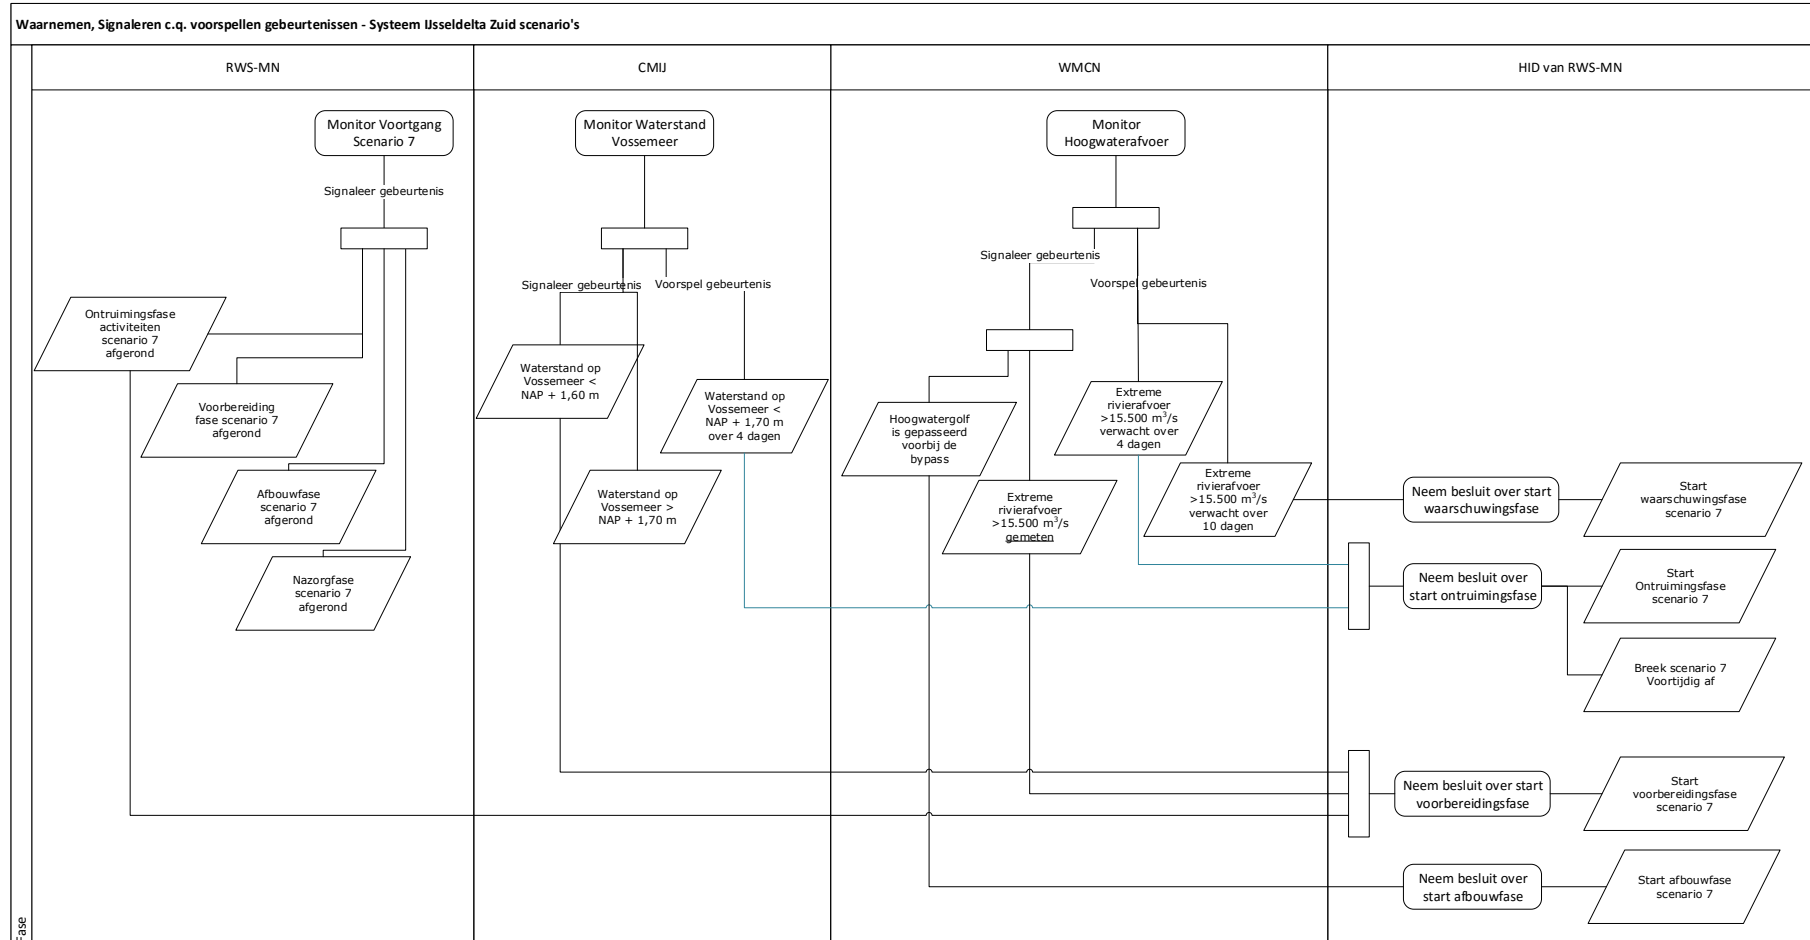 Waarnemen, Signaleren c.q. voorspellen gebeurtenissen - Systeem IJsseldelta Zuid scenario's
RWS-MN
CMIJ
WMCN
HID van RWS-MN
Monitor Voortgang
Scenario 7
Signaleer gebeurtenis
Ontruimingsfase
activiteiten
scenario 7
afgerond
Voorbereiding
fase scenario 7
afgerond
Afbouwfase
scenario 7
afgerond
Nazorgfase
scenario 7
afgerond
Monitor Waterstand
Vossemeer
Signaleer gebeurtenis
Voorspel gebeurtenis
Waterstand op
Vossemeer <
NAP + 1,60 m
Waterstand op
Vossemeer <
NAP + 1,70 m
over 4 dagen
Waterstand op
Vossemeer >
NAP + 1,70 m
Monitor
Hoogwaterafvoer
Signaleer gebeurtenis
Voorspel gebeurtenis
Hoogwatergolf
is gepasseerd
voorbij de
bypass
Extreme
rivierafvoer
>15.500 m³/s
verwacht over
4 dagen
Extreme
rivierafvoer
>15.500 m³/s
gemeten
Extreme
rivierafvoer
>15.500 m³/s
verwacht over
10 dagen
Neem besluit over start
waarschuwingsfase
Start
waarschuwingsfase
scenario 7
Neem besluit over
start ontruimingsfase
Start
Ontruimingsfase
scenario 7
Breek scenario 7
Voortijdig af
Neem besluit over start
voorbereidingsfase
Start
voorbereidingsfase
scenario 7
Neem besluit over
start afbouwfase
Start afbouwfase
scenario 7
Fase